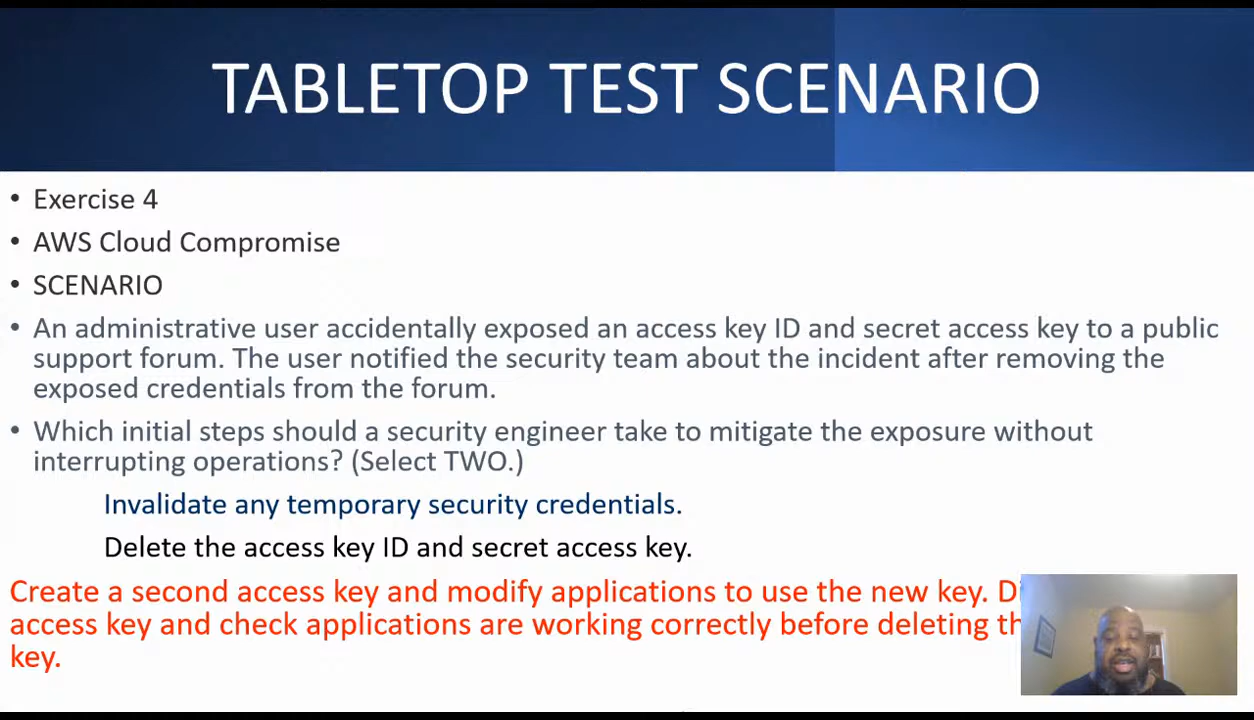 TABLETOP TEST SCENARIO
• Exercise 4
• AWS Cloud Compromise
• SCENARIO
• An administrative user accidentally exposed an access key ID and secret access key to a public
support forum. The user notified the security team about the incident after removing the
exposed credentials from the forum.
• Which initial steps should a security engineer take to mitigate the exposure without
interrupting operations? (Select TWO.)
Invalidate any temporary security credentials.
Delete the access key ID and secret access key.
Create a second access key and modify applications to use the new key.
access key and check applications are working correctly before deleting
key.